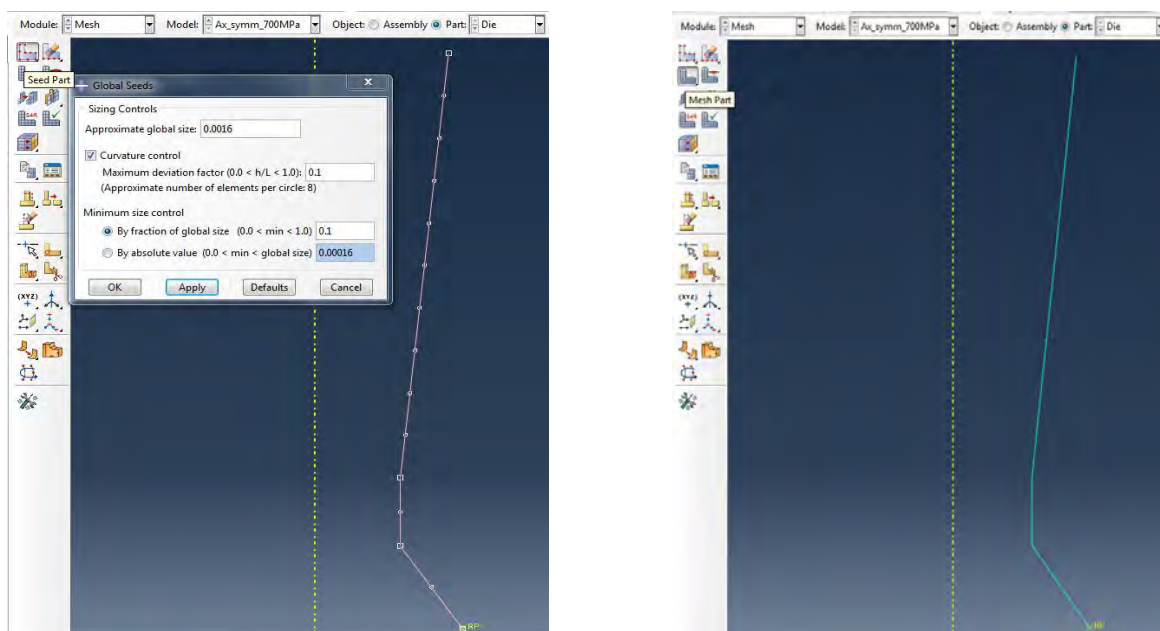 Module: Mesh Model: Ax_symm_700MPa Object: Assembly Part: Die
Seed Part
Global Seeds
Sizing Controls
Approximate global size: 0.0016
Curvature control
Maximum deviation factor (0.0 < h/L < 1.0): 0.1
(Approximate number of elements per circle: 8)
Minimum size control
By fraction of global size (0.0 < min < 1.0) 0.1
By absolute value (0.0 < min < global size) 0.00016
OK Apply Defaults Cancel
(XYZ)
RP
Module: Mesh Model: Ax_symm_700MPa Object: Assembly Part: Die
Mesh Part
(XYZ)
RP